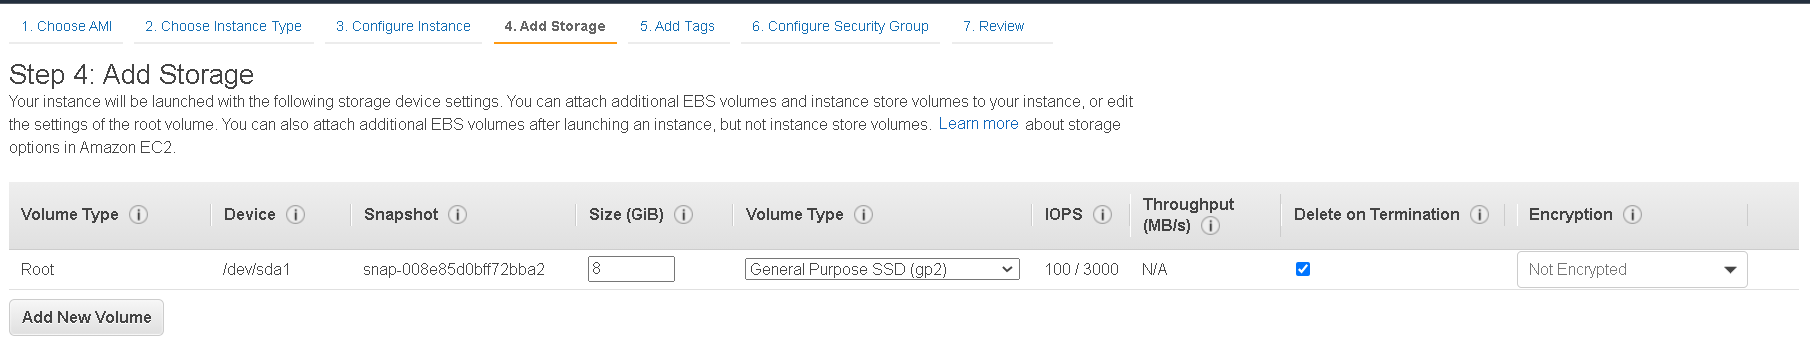 1. Choose AMI 2. Choose Instance Type 3. Configure Instance 4. Add Storage 5. Add Tags 6. Configure Security Group 7. Review
Step 4: Add Storage
Your instance will be launched with the following storage device settings. You can attach additional EBS volumes and instance store volumes to your instance, or edit
the settings of the root volume. You can also attach additional EBS volumes after launching an instance, but not instance store volumes. Learn more about storage
options in Amazon EC2.
Volume Type i Device i Snapshot i Size (GiB) i Volume Type i IOPS i Throughput (MB/s) i Delete on Termination i Encryption i
Root /dev/sda1 snap-008e85d0bff72bba2 8 General Purpose SSD (gp2) 100 / 3000 N/A Not Encrypted
Add New Volume